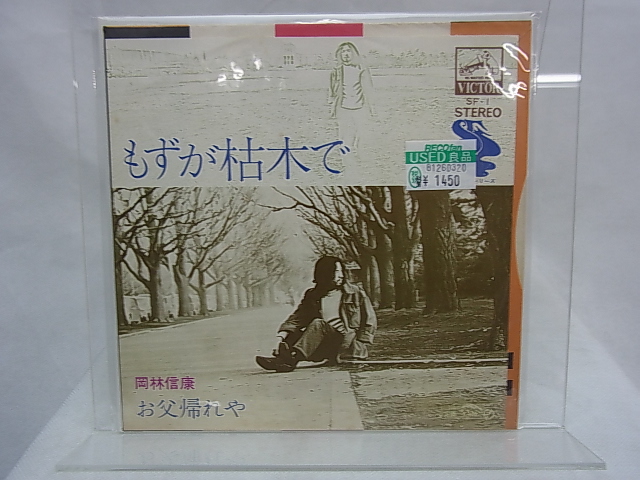 VICTOR
SF-1
STEREO
もずが枯木で
RECOfan
USED 良品
81260320
¥ 1450
岡林信康
お父帰れや